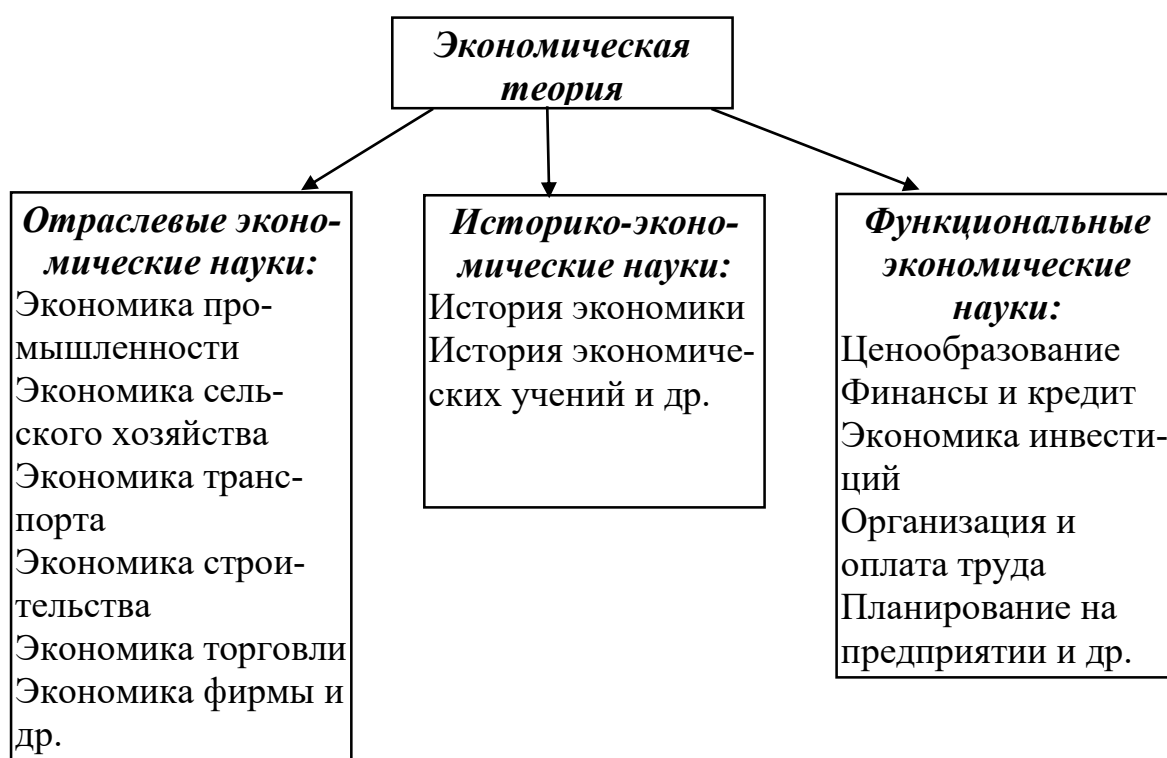 Экономическая
теория
Отраслевые эконо-
мические науки:
Экономика про-
мышленности
Экономика сель-
ского хозяйства
Экономика транс-
порта
Экономика строи-
тельства
Экономика торговли
Экономика фирмы и
др.
Историко-эконо-
мические науки:
История экономики
История экономиче-
ских учений и др.
Функциональные
экономические
науки:
Ценообразование
Финансы и кредит
Экономика инвести-
ций
Организация и
оплата труда
Планирование на
предприятии и др.